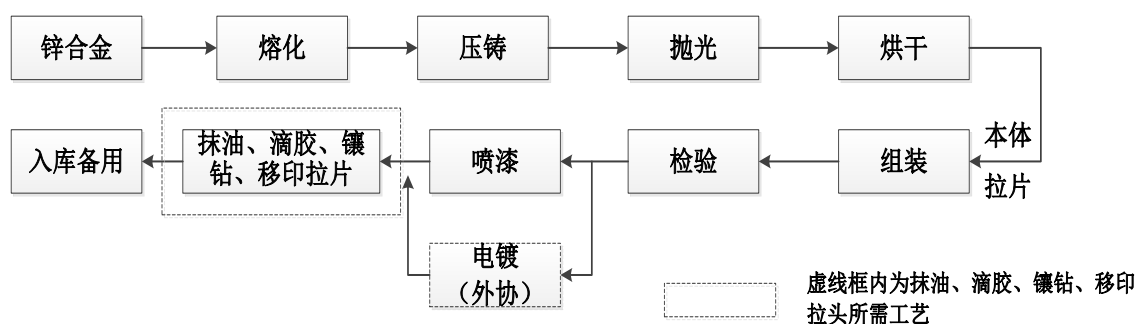 锌合金
熔化
压铸
抛光
烘干
本体
拉片
组装
检验
喷漆
抹油、滴胶、镶
钻、移印拉片
入库备用
电镀
（外协）
虚线框内为抹油、滴胶、镶钻、移印
拉头所需工艺